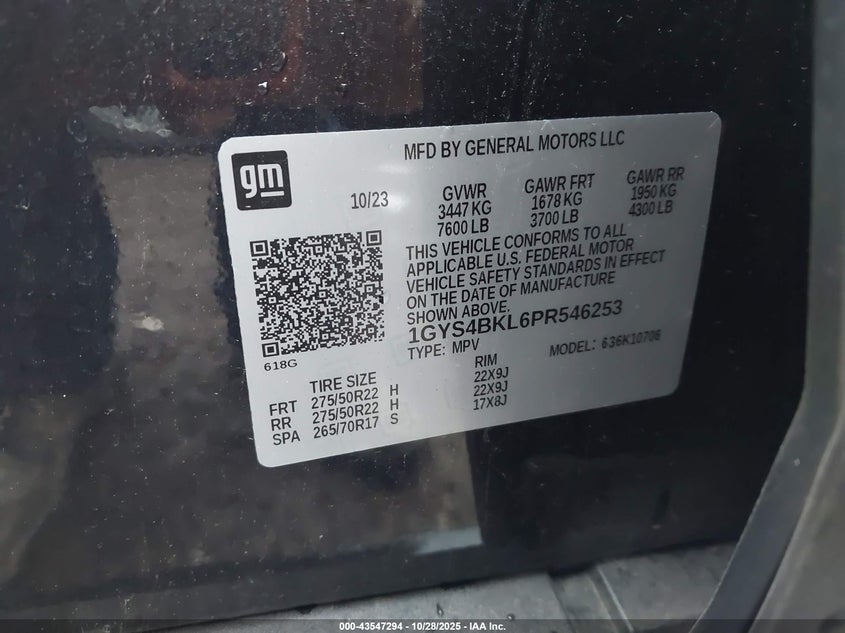 gm
MFD BY GENERAL MOTORS LLC
10/23
GVWR
3447 KG
7600 LB
GAWR FRT
1678 KG
3700 LB
GAWR RR
1950 KG
4300 LB
THIS VEHICLE CONFORMS TO ALL
APPLICABLE U.S. FEDERAL MOTOR
VEHICLE SAFETY STANDARDS IN EFFECT
ON THE DATE OF MANUFACTURE
SHOWN ABOVE.
1GYS4BKL6PR546253
TYPE: MPV
MODEL: 636K10706
618G
TIRE SIZE
RIM
FRT 275/50R22 H 22X9J
RR 275/50R22 H 22X9J
SPA 265/70R17 S 17X8J
000-43547294 - 10/28/2025 - IAA Inc.